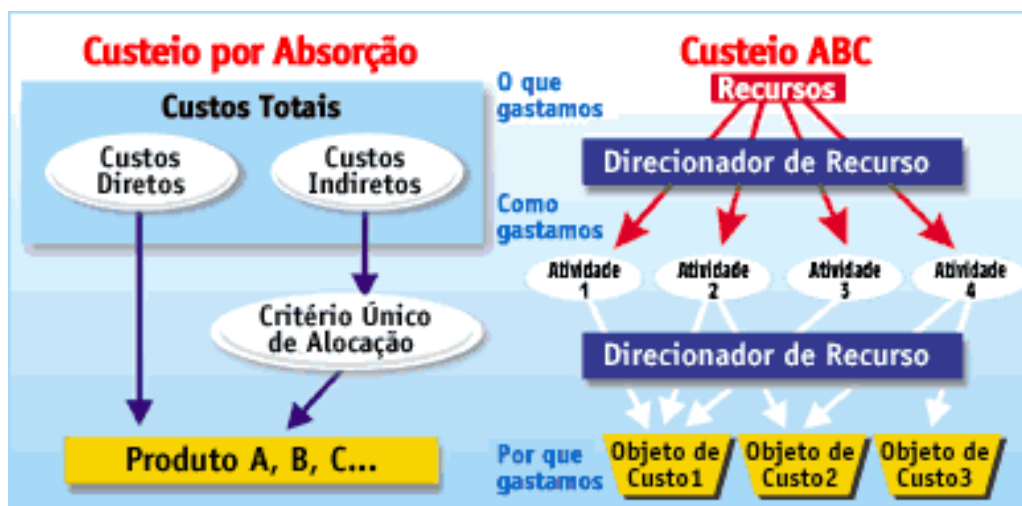 Custeio por Absorção
Custos Totais
Custos
Diretos
Custos
Indiretos
Critério Único
de Alocação
Produto A, B, C...
O que
gastamos
Como
gastamos
Por que
gastamos
Custeio ABC
Recursos
Direcionador de Recurso
Atividade
1
Atividade
2
Atividade
3
Atividade
4
Direcionador de Recurso
Objeto de
Custo1
Objeto de
Custo2
Objeto de
Custo3